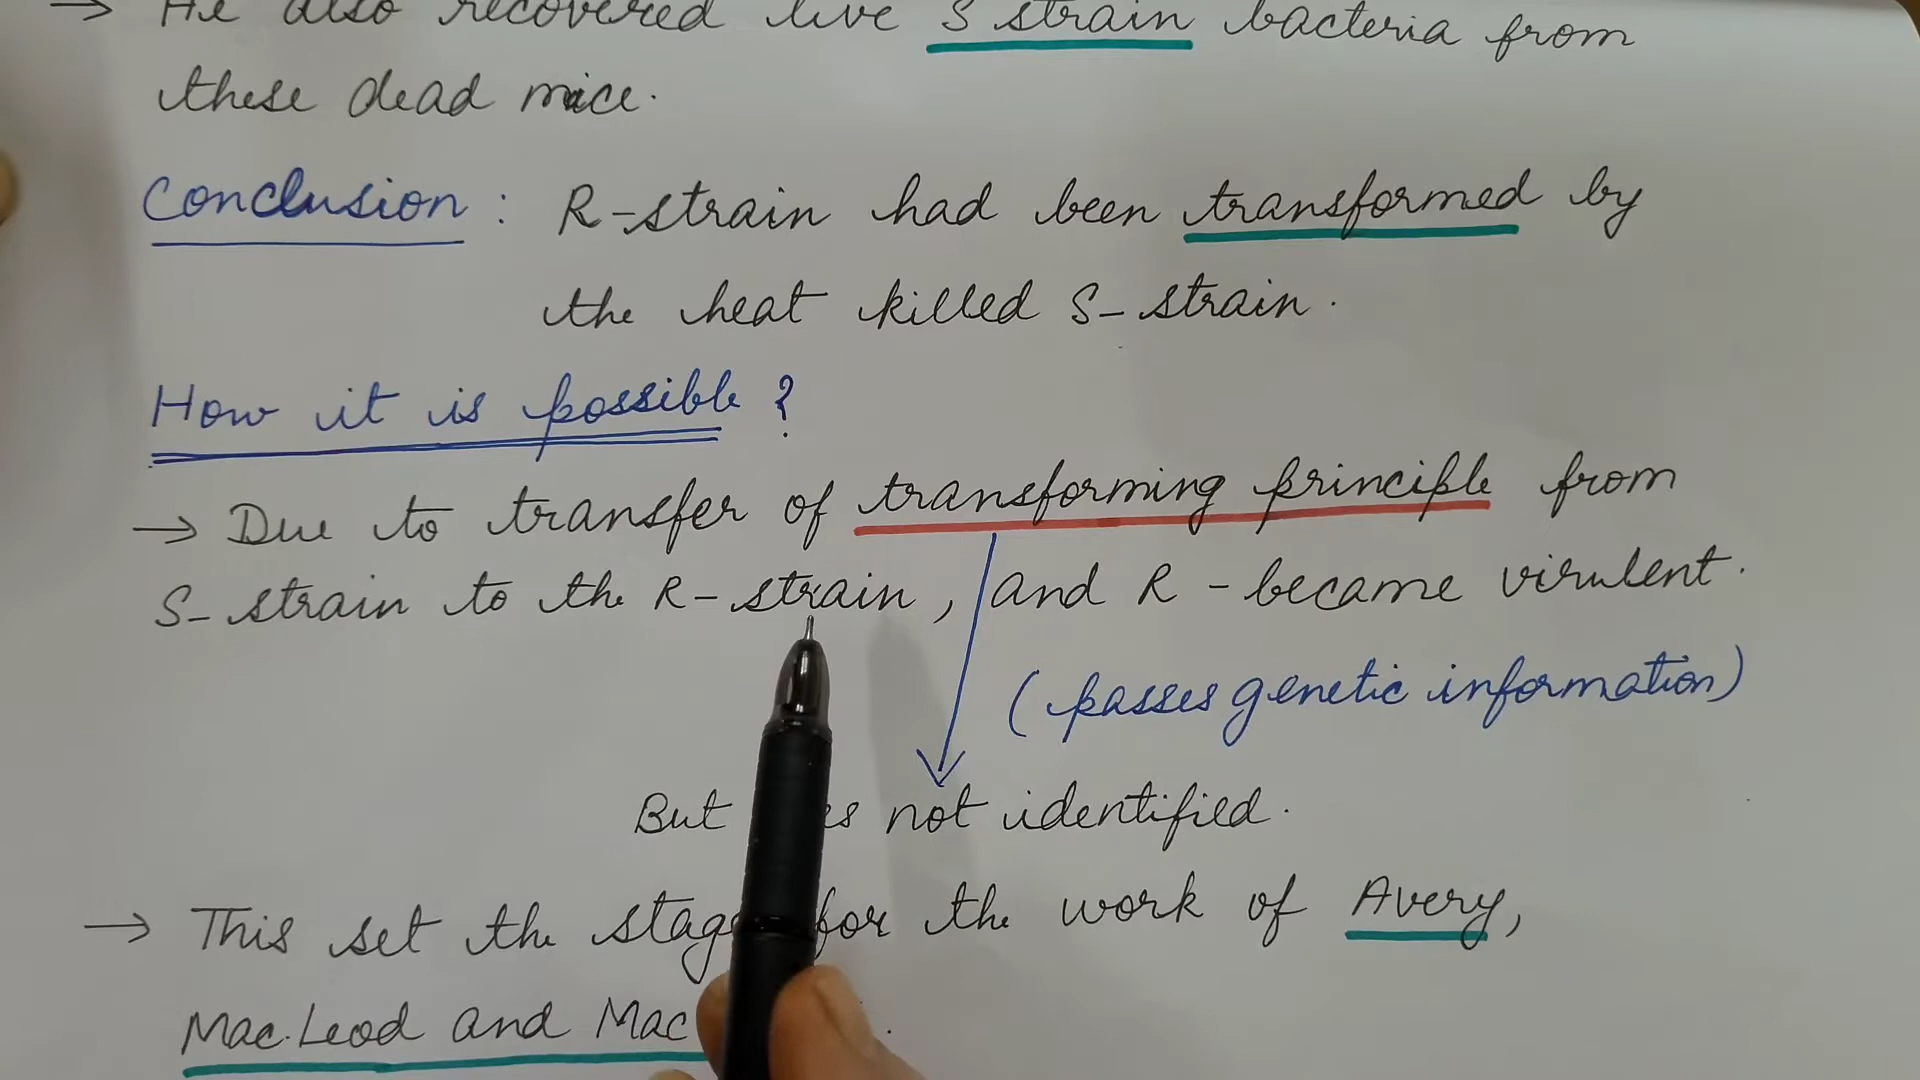 → He also recovered live S strain bacteria from
these dead mice.
Conclusion : R-strain had been transformed by
the heat killed S-strain.
How it is possible ?
→ Due to transfer of transforming principle from
S-strain to the R-strain, and R-became virulent.
(passes genetic information)
But not identified.
→ This set the stage for the work of Avery,
Mac.Leod and Mac